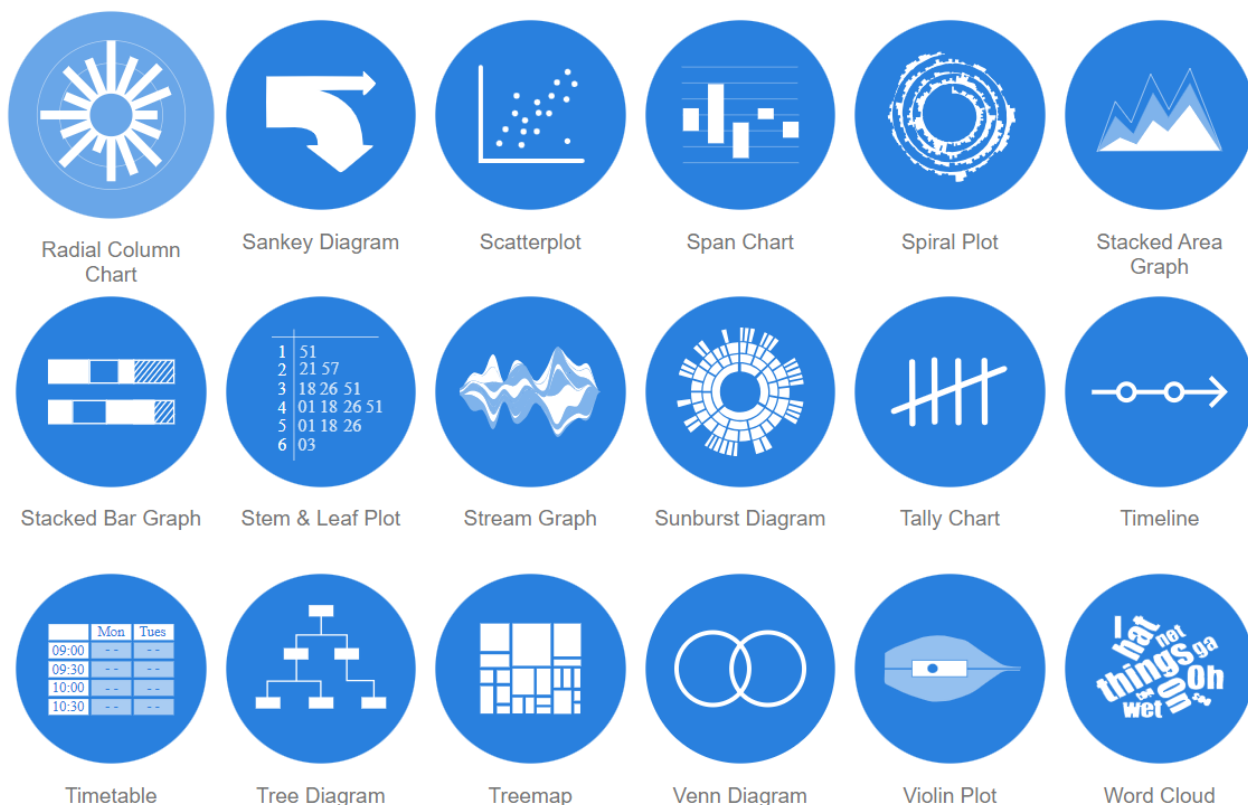 Radial Column
Chart
Sankey Diagram
Scatterplot
Span Chart
Spiral Plot
Stacked Area
Graph
1 51
2 21 57
3 18 26 51
4 01 18 26 51
5 01 18 26
6 03
Stacked Bar Graph
Stem & Leaf Plot
Stream Graph
Sunburst Diagram
Tally Chart
Timeline
Mon Tues
09:00 -- --
09:30 -- --
10:00 -- --
10:30 -- --
I
hat
net
things
ga
Oh
no
wet
Timetable
Tree Diagram
Treemap
Venn Diagram
Violin Plot
Word Cloud